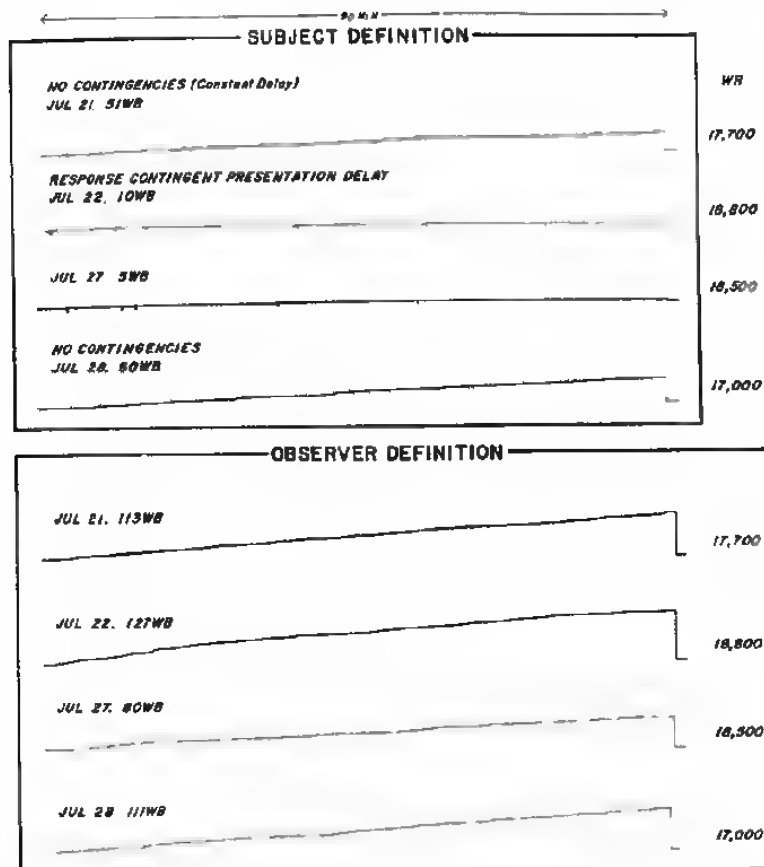 90 MIN
SUBJECT DEFINITION
NO CONTINGENCIES (Constant Delay)
JUL 21, 51WB
WR
17,700
RESPONSE CONTINGENT PRESENTATION DELAY
JUL 22, 10WB
18,800
JUL 27 5WB
18,500
NO CONTINGENCIES
JUL 28, 60WB
17,000
OBSERVER DEFINITION
JUL 21, 113WB
17,700
JUL 22, 127WB
18,800
JUL 27, 80WB
18,500
JUL 28 111WB
17,000